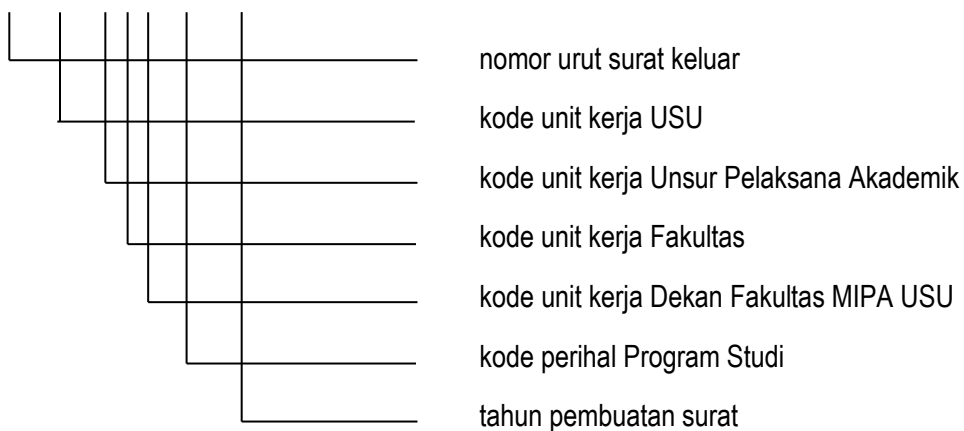 nomor urut surat keluar
kode unit kerja USU
kode unit kerja Unsur Pelaksana Akademik
kode unit kerja Fakultas
kode unit kerja Dekan Fakultas MIPA USU
kode perihal Program Studi
tahun pembuatan surat